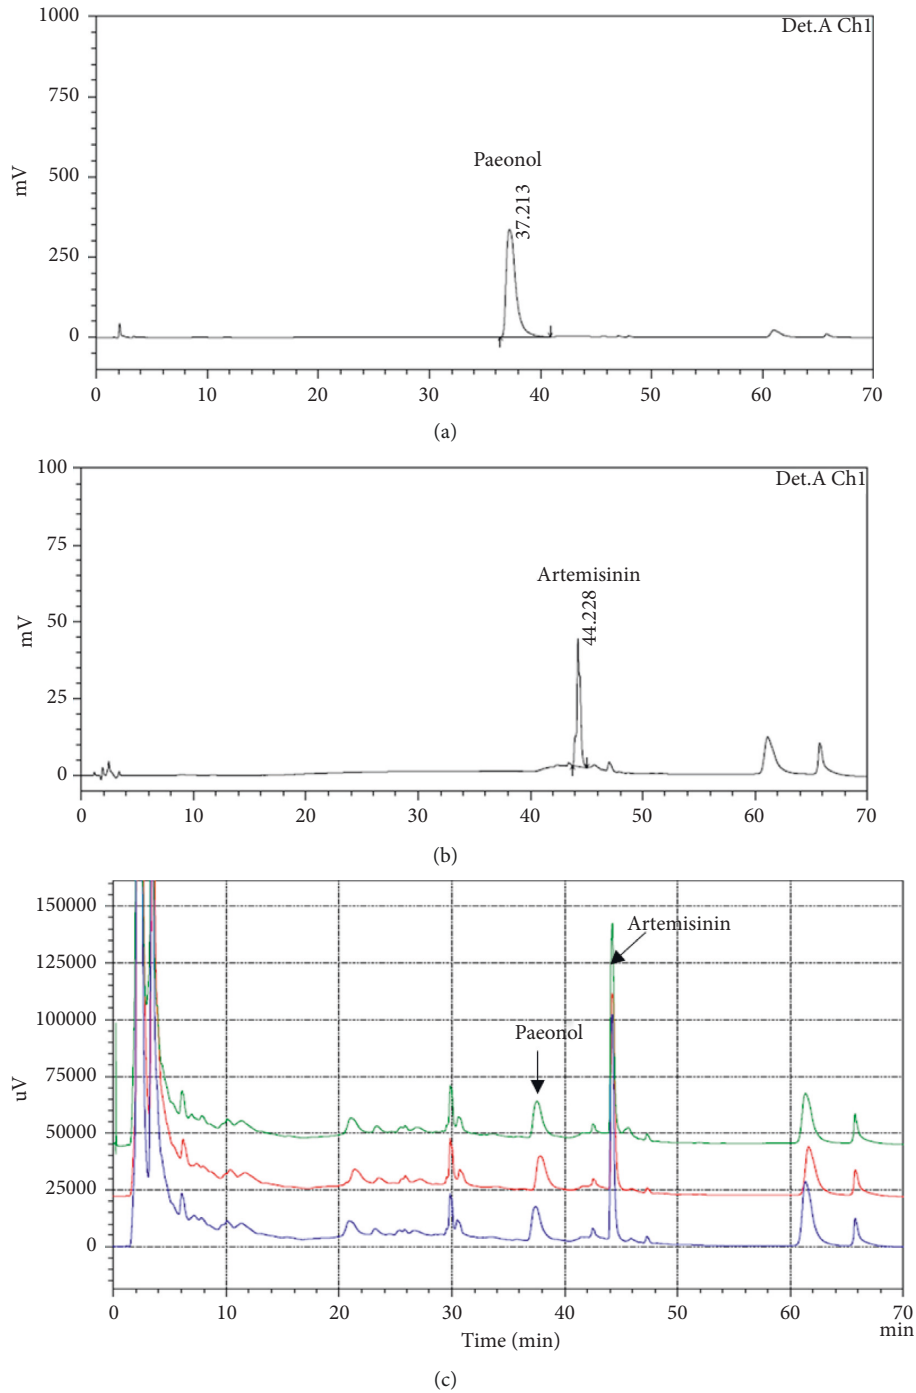 1000
Det.A Ch1
750
Paeonol
500
mV
37.213
250
0
0 10 20 30 40 50 60 70
(a)
100
Det.A Ch1
75
Artemisinin
50
mV
44.228
25
0
0 10 20 30 40 50 60 70
(b)
150000
Artemisinin
125000
100000
Paeonol
75000
uV
50000
25000
0
0 10 20 30 40 50 60 70
min
Time (min)
(c)